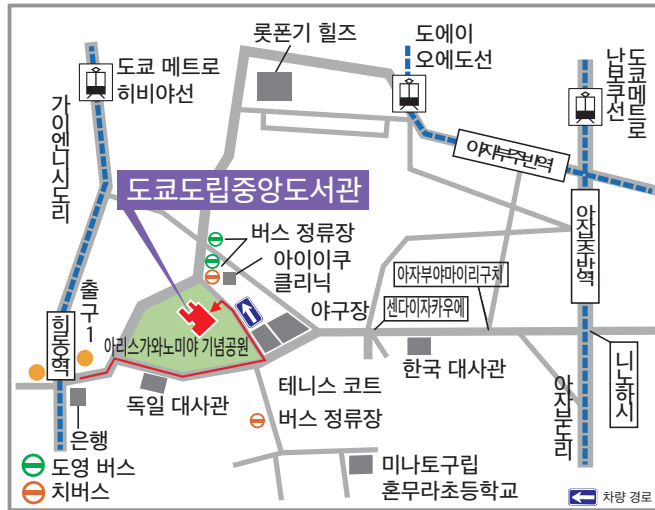 롯폰기 힐즈
도에이
오에도선
도쿄 메트로
히비야선
도쿄메트로
난보쿠선
가이엔니시도리
아자부주반역
도쿄도립중앙도서관
버스 정류장
아이이쿠
클리닉
아자부주반역
아자부야마이리구치
야구장
센다이자카우에
출구1
히로역
아리스가와노미야 기념공원
한국 대사관
니노하시
테니스 코트
독일 대사관
아자부도리
버스 정류장
은행
도영 버스
치버스
미나토구립
혼무라초등학교
차량 경로